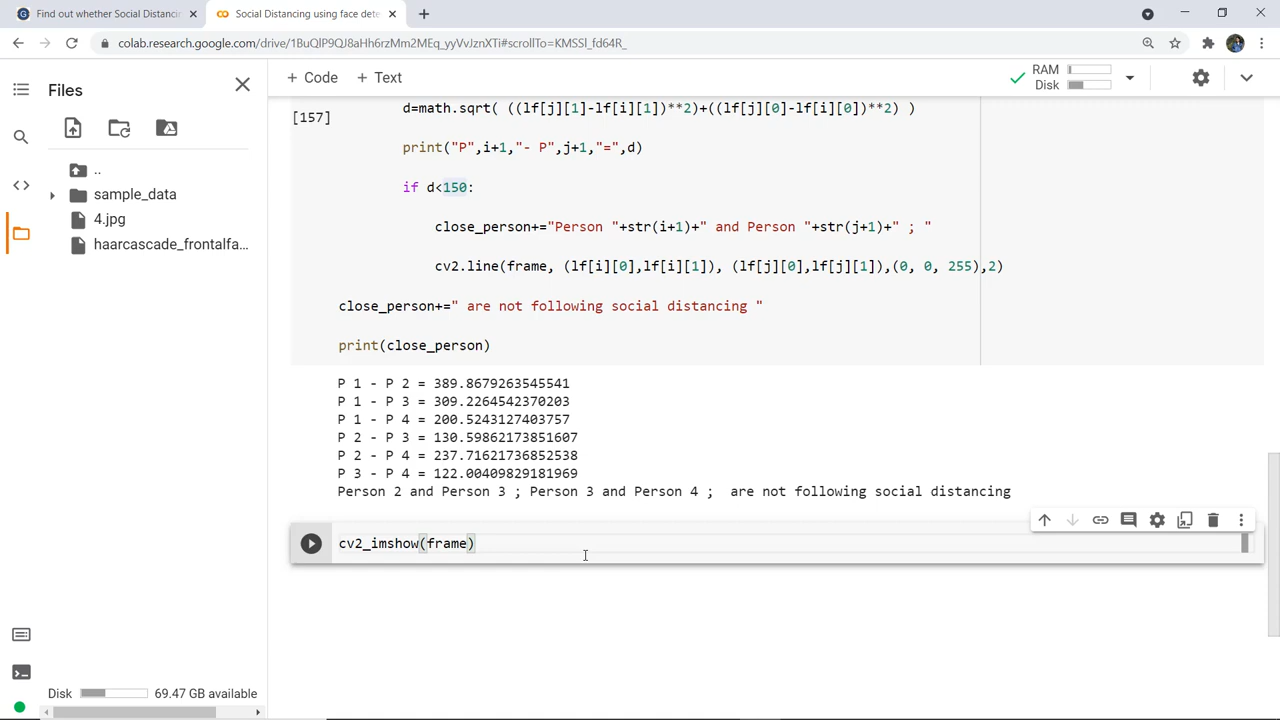 Find out whether Social Distancin
Social Distancing using face dete
colab.research.google.com/drive/1BuQlP9QJ8aHh6rzMm2MEq_yyVvJznXTi#scrollTo=KMSSl_fd64R_
Files
+ Code
+ Text
RAM
Disk
..
sample_data
4.jpg
haarcascade_frontalfa...
[157]
d=math.sqrt( ((lf[j][1]-lf[i][1])**2)+((lf[j][0]-lf[i][0])**2) )
print("P",i+1,"- P",j+1,"=",d)
if d<150:
close_person+="Person "+str(i+1)+" and Person "+str(j+1)+" ; "
cv2.line(frame, (lf[i][0],lf[i][1]), (lf[j][0],lf[j][1]),(0, 0, 255),2)
close_person+=" are not following social distancing "
print(close_person)
P 1 - P 2 = 389.8679263545541
P 1 - P 3 = 309.2264542370203
P 1 - P 4 = 200.5243127403757
P 2 - P 3 = 130.59862173851607
P 2 - P 4 = 237.71621736852538
P 3 - P 4 = 122.00409829181969
Person 2 and Person 3 ; Person 3 and Person 4 ;  are not following social distancing
cv2_imshow(frame)
Disk
69.47 GB available